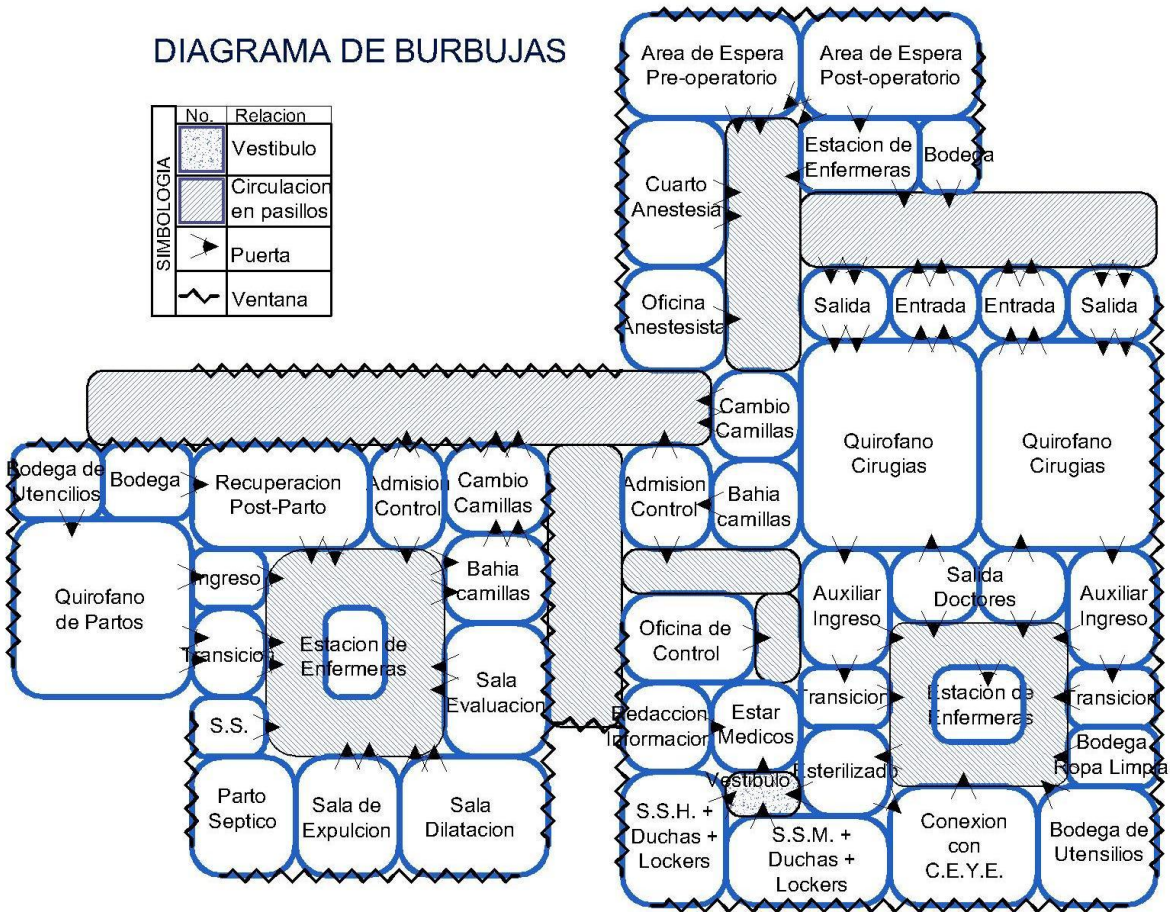 DIAGRAMA DE BURBUJAS
SIMBOLOGIA
No. Relacion
Vestibulo
Circulacion
en pasillos
Puerta
Ventana
Area de Espera
Pre-operatorio
Area de Espera
Post-operatorio
Estacion de
Enfermeras
Bodega
Cuarto
Anestesia
Oficina
Anestesista
Salida
Entrada
Entrada
Salida
Cambio
Camillas
Quirofano
Cirugias
Quirofano
Cirugias
Bodega de
Utencilios
Bodega
Recuperacion
Post-Parto
Admision
Control
Cambio
Camillas
Admision
Control
Bahia
camillas
Quirofano
de Partos
Ingreso
Transicion
Estacion de
Enfermeras
Bahia
camillas
Sala
Evaluacion
S.S.
Parto
Septico
Sala de
Expulcion
Sala
Dilatacion
Oficina de
Control
Auxiliar
Ingreso
Salida
Doctores
Auxiliar
Ingreso
Redaccion
Informacion
Estar
Medicos
Transicion
Estacion de
Enfermeras
Transicion
Vestibulo
Esterilizado
Bodega
Ropa Limpia
S.S.H. +
Duchas +
Lockers
S.S.M. +
Duchas +
Lockers
Conexion
con
C.E.Y.E.
Bodega de
Utensilios